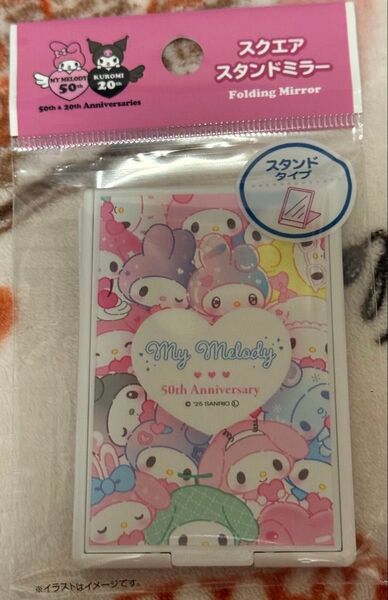 MY MELODY
50th
KUROMI
20th
50th & 20th Anniversaries
スクエア
スタンドミラー
Folding Mirror
スタンド
タイプ
My Melody
50th Anniversary
© '25 SANRIO Ⓛ
※イラストはイメージです。